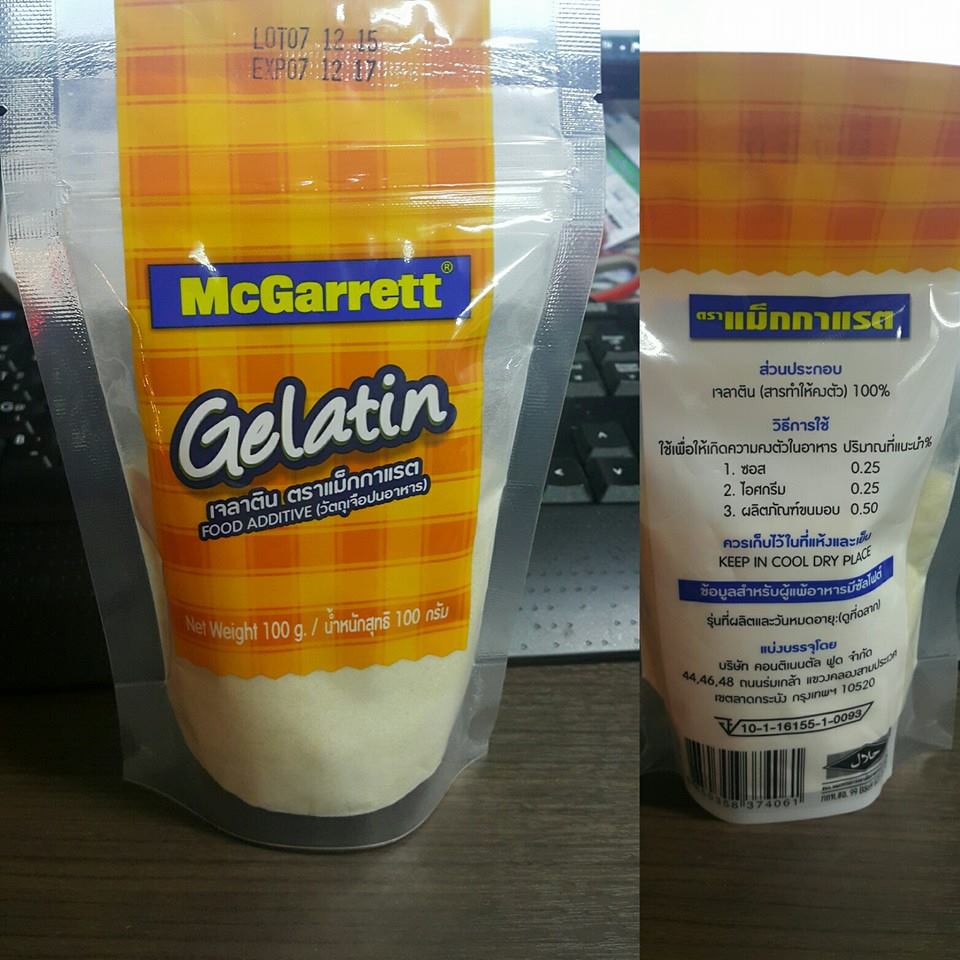 LOT07 12 15
EXP07 12 17
McGarrett®
Gelatin
เจลาติน ตราแม็กกาแรต
FOOD ADDITIVE (วัตถุเจือปนอาหาร)
Net Weight 100 g. / น้ำหนักสุทธิ 100 กรัม
ตราแม็กกาแรต
ส่วนประกอบ
เจลาติน (สารทำให้คงตัว) 100%
วิธีการใช้
ใช้เพื่อให้เกิดความคงตัวในอาหาร ปริมาณที่แนะนำ%
1. ซอส 0.25
2. ไอศกรีม 0.25
3. ผลิตภัณฑ์ขนมอบ 0.50
ควรเก็บไว้ในที่แห้งและเย็น
KEEP IN COOL DRY PLACE
ข้อมูลสำหรับผู้แพ้อาหารมีซัลไฟต์
รุ่นที่ผลิตและวันหมดอายุ:(ดูที่ฉลาก)
แบ่งบรรจุโดย
บริษัท คอนติเนนตัล ฟูด จำกัด
44,46,48 ถนนร่มเกล้า แขวงคลองสามประเวศ
เขตลาดกระบัง กรุงเทพฯ 10520
10-1-16155-1-0093
حلال
374061